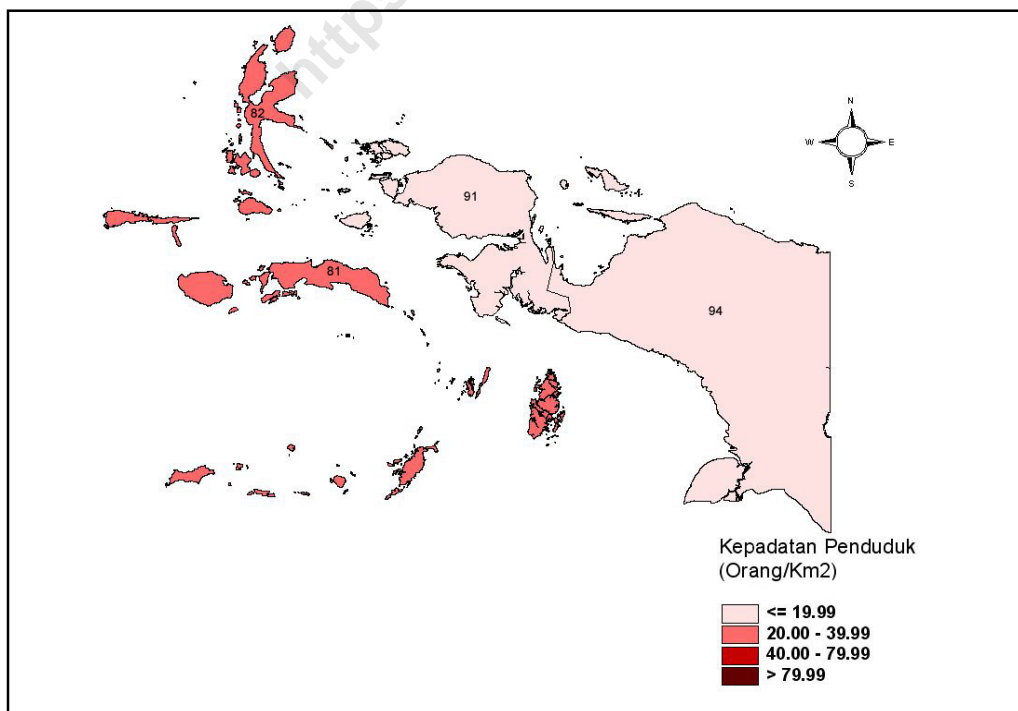 https
82
N
W E
S
91
81
94
Kepadatan Penduduk
(Orang/Km2)
<= 19.99
20.00 - 39.99
40.00 - 79.99
> 79.99